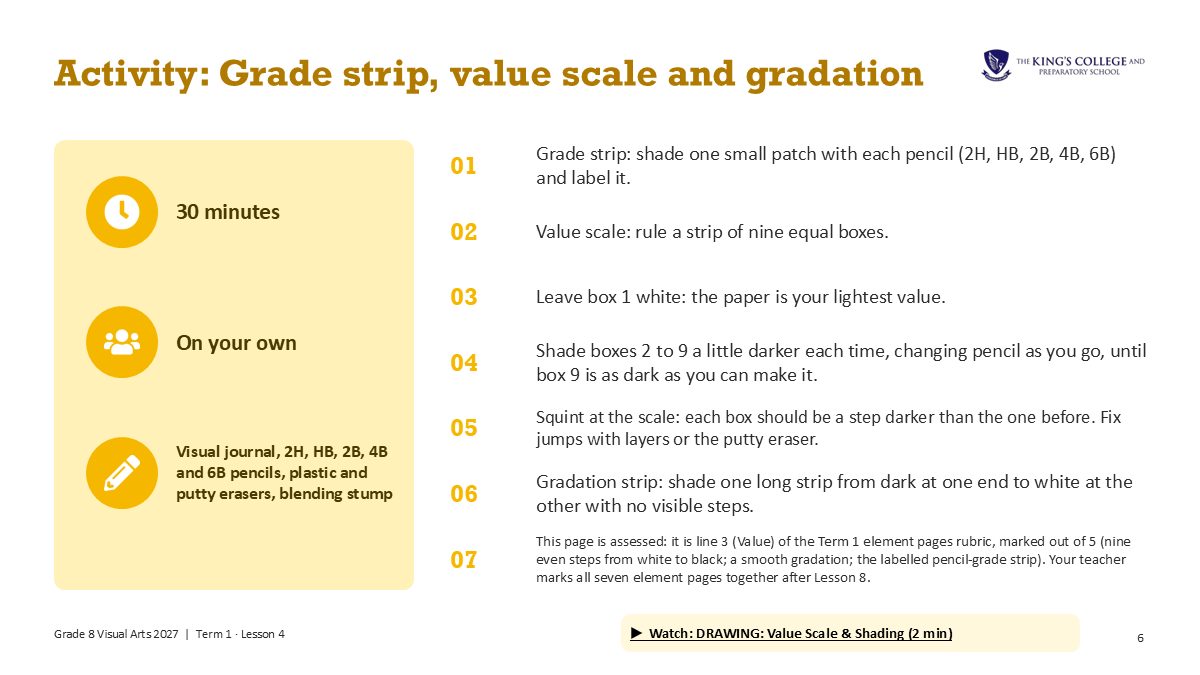 Activity: Grade strip, value scale and gradation
THE KING'S COLLEGE AND
PREPARATORY SCHOOL
30 minutes
On your own
Visual journal, 2H, HB, 2B, 4B
and 6B pencils, plastic and
putty erasers, blending stump
01
Grade strip: shade one small patch with each pencil (2H, HB, 2B, 4B, 6B)
and label it.
02
Value scale: rule a strip of nine equal boxes.
03
Leave box 1 white: the paper is your lightest value.
04
Shade boxes 2 to 9 a little darker each time, changing pencil as you go, until
box 9 is as dark as you can make it.
05
Squint at the scale: each box should be a step darker than the one before. Fix
jumps with layers or the putty eraser.
06
Gradation strip: shade one long strip from dark at one end to white at the
other with no visible steps.
07
This page is assessed: it is line 3 (Value) of the Term 1 element pages rubric, marked out of 5 (nine
even steps from white to black; a smooth gradation; the labelled pencil-grade strip). Your teacher
marks all seven element pages together after Lesson 8.
Grade 8 Visual Arts 2027 | Term 1 · Lesson 4
▶ Watch: DRAWING: Value Scale & Shading (2 min)
6